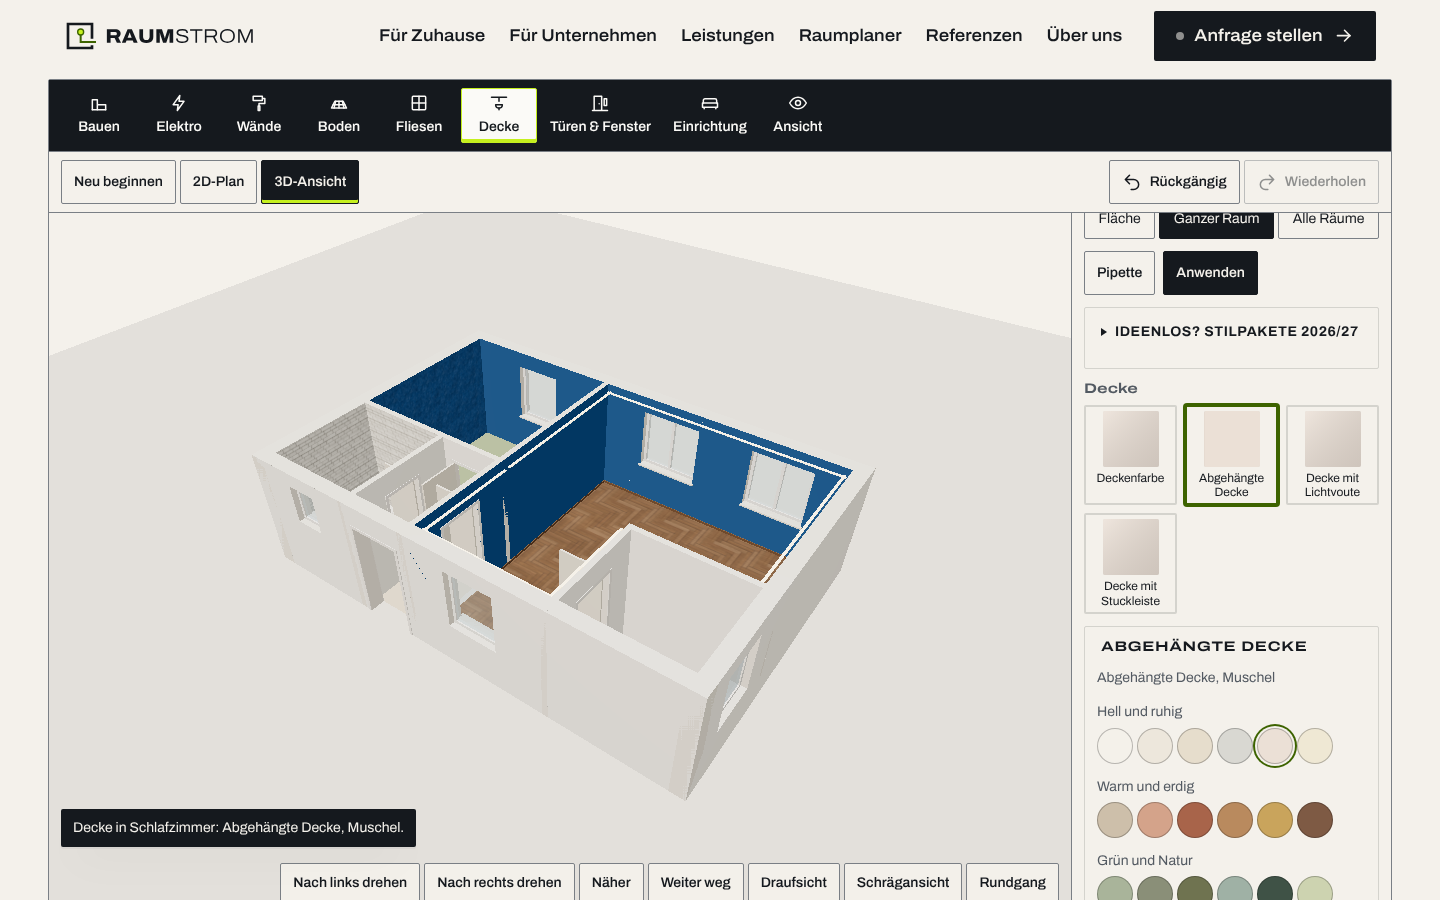 RAUMSTROM
Für Zuhause
Für Unternehmen
Leistungen
Raumplaner
Referenzen
Über uns
Anfrage stellen
Bauen
Elektro
Wände
Boden
Fliesen
Decke
Türen & Fenster
Einrichtung
Ansicht
Neu beginnen
2D-Plan
3D-Ansicht
Rückgängig
Wiederholen
Fläche
Ganzer Raum
Alle Räume
Pipette
Anwenden
IDEENLOS? STILPAKETE 2026/27
Decke
Deckenfarbe
Abgehängte
Decke
Decke mit
Lichtvoute
Decke mit
Stuckleiste
ABGEHÄNGTE DECKE
Abgehängte Decke, Muschel
Hell und ruhig
Warm und erdig
Grün und Natur
Decke in Schlafzimmer: Abgehängte Decke, Muschel.
Nach links drehen
Nach rechts drehen
Näher
Weiter weg
Draufsicht
Schrägansicht
Rundgang